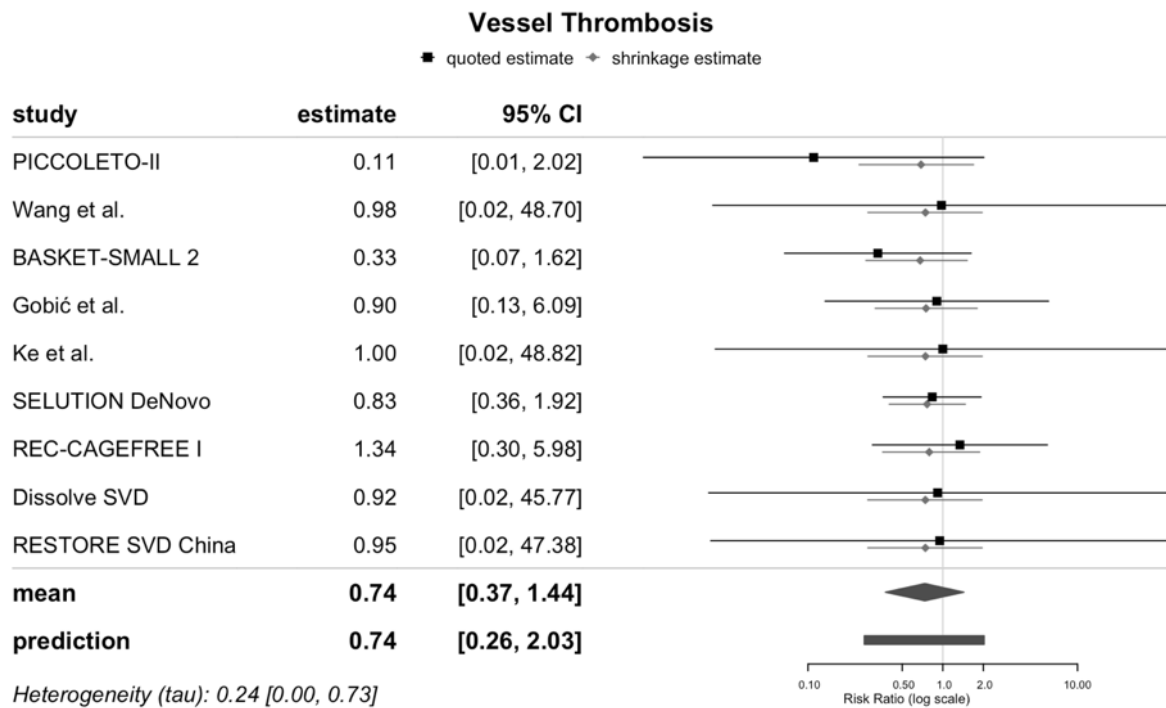 Vessel Thrombosis
quoted estimate shrinkage estimate
study estimate 95% CI
PICCOLETO-II 0.11 [0.01, 2.02]
Wang et al. 0.98 [0.02, 48.70]
BASKET-SMALL 2 0.33 [0.07, 1.62]
Gobić et al. 0.90 [0.13, 6.09]
Ke et al. 1.00 [0.02, 48.82]
SELUTION DeNovo 0.83 [0.36, 1.92]
REC-CAGEFREE I 1.34 [0.30, 5.98]
Dissolve SVD 0.92 [0.02, 45.77]
RESTORE SVD China 0.95 [0.02, 47.38]
mean 0.74 [0.37, 1.44]
prediction 0.74 [0.26, 2.03]
0.10 0.50 1.0 2.0 10.00
Risk Ratio (log scale)
Heterogeneity (tau): 0.24 [0.00, 0.73]